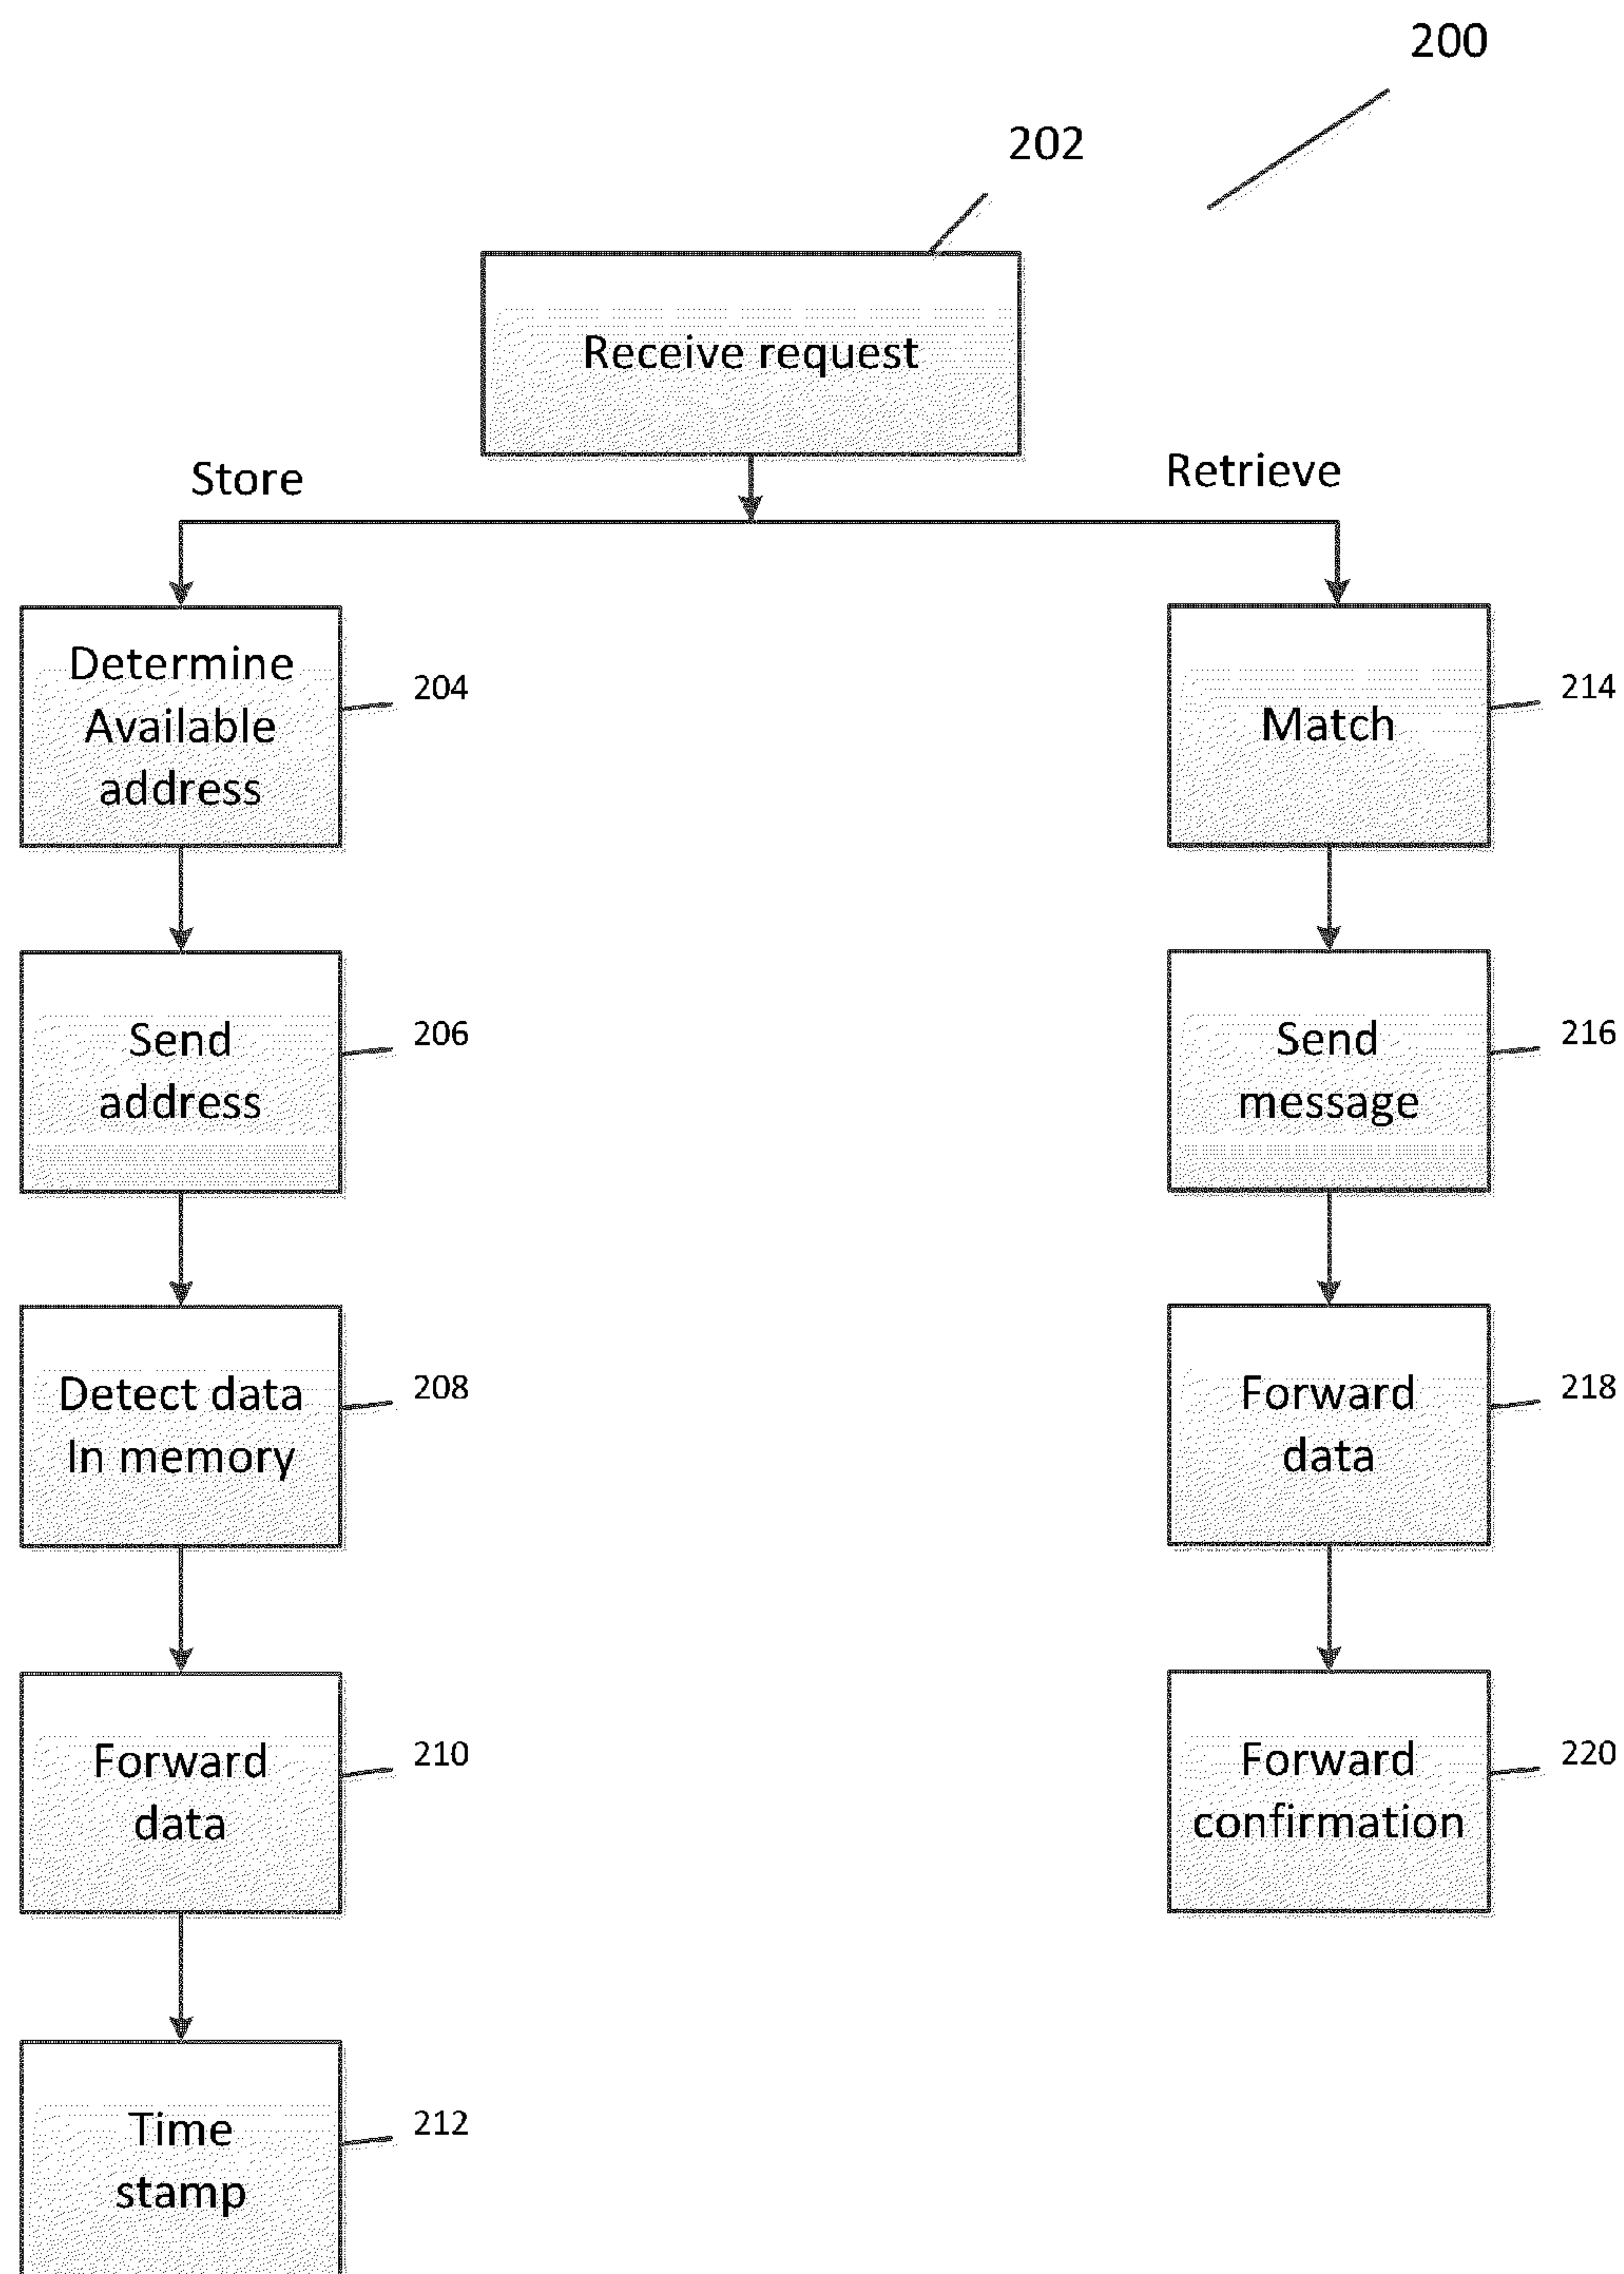 200
202
Receive request
Store
Retrieve
Determine
Available
address
204
Match
214
Send
address
206
Send
message
216
Detect data
In memory
208
Forward
data
218
Forward
data
210
Forward
confirmation
220
Time
stamp
212